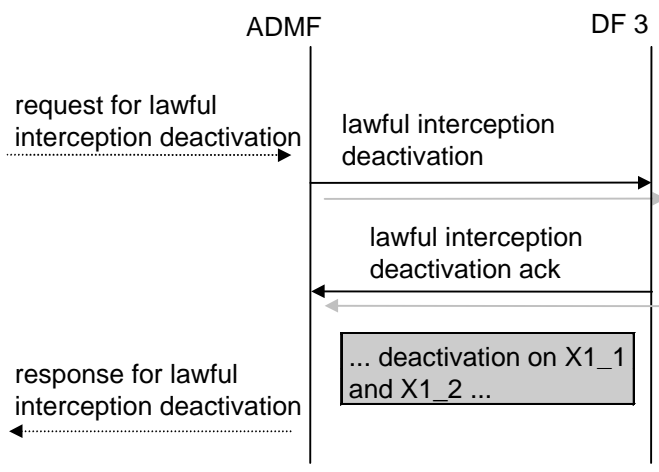 ADMF
DF 3
request for lawful
interception deactivation
lawful interception
deactivation
lawful interception
deactivation ack
... deactivation on X1_1
and X1_2 ...
response for lawful
interception deactivation